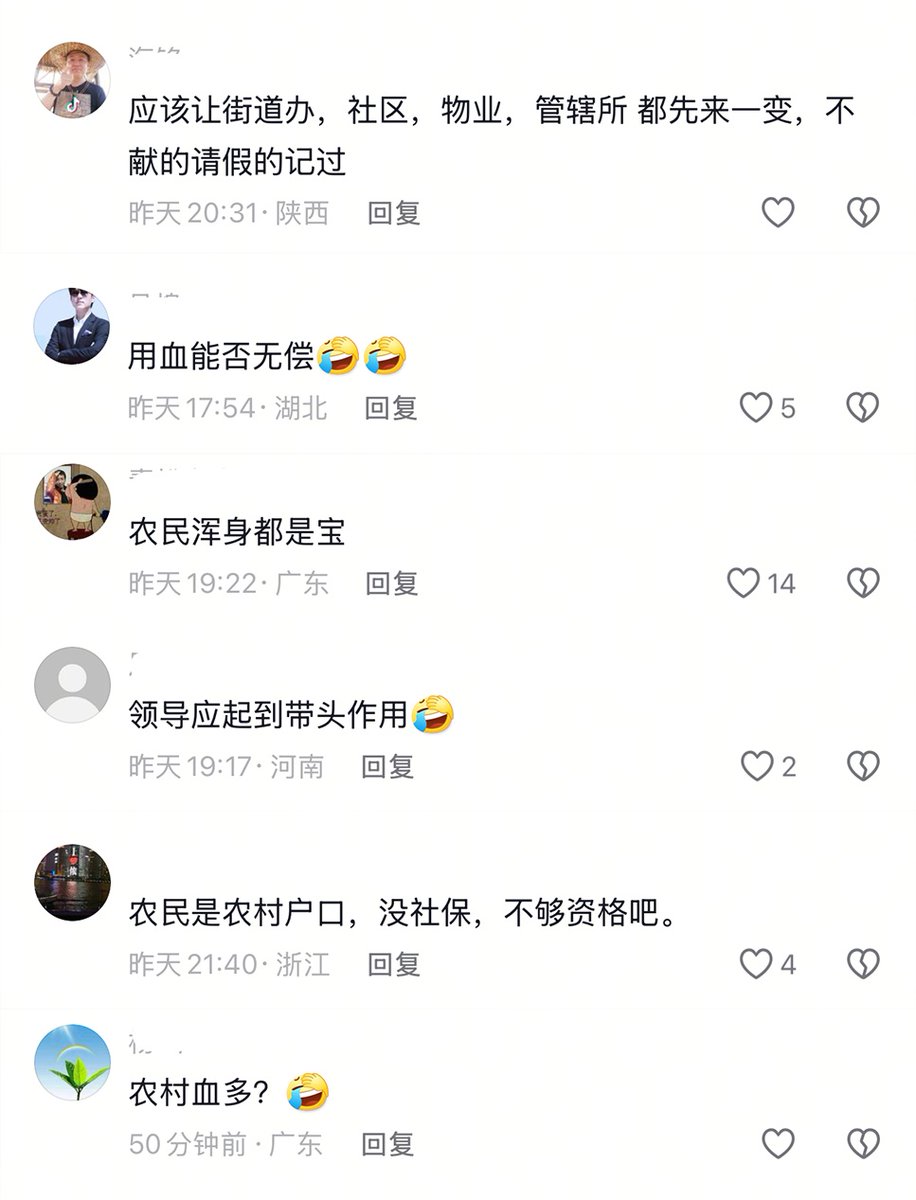 应该让街道办，社区，物业，管辖所 都先来一变，不
献的请假的记过
昨天 20:31 · 陕西 回复
用血能否无偿🤣🤣
昨天 17:54 · 湖北 回复 5
农民浑身都是宝
昨天 19:22 · 广东 回复 14
领导应起到带头作用🤣
昨天 19:17 · 河南 回复 2
农民是农村户口，没社保，不够资格吧。
昨天 21:40 · 浙江 回复 4
农村血多？🤣
50分钟前 · 广东 回复